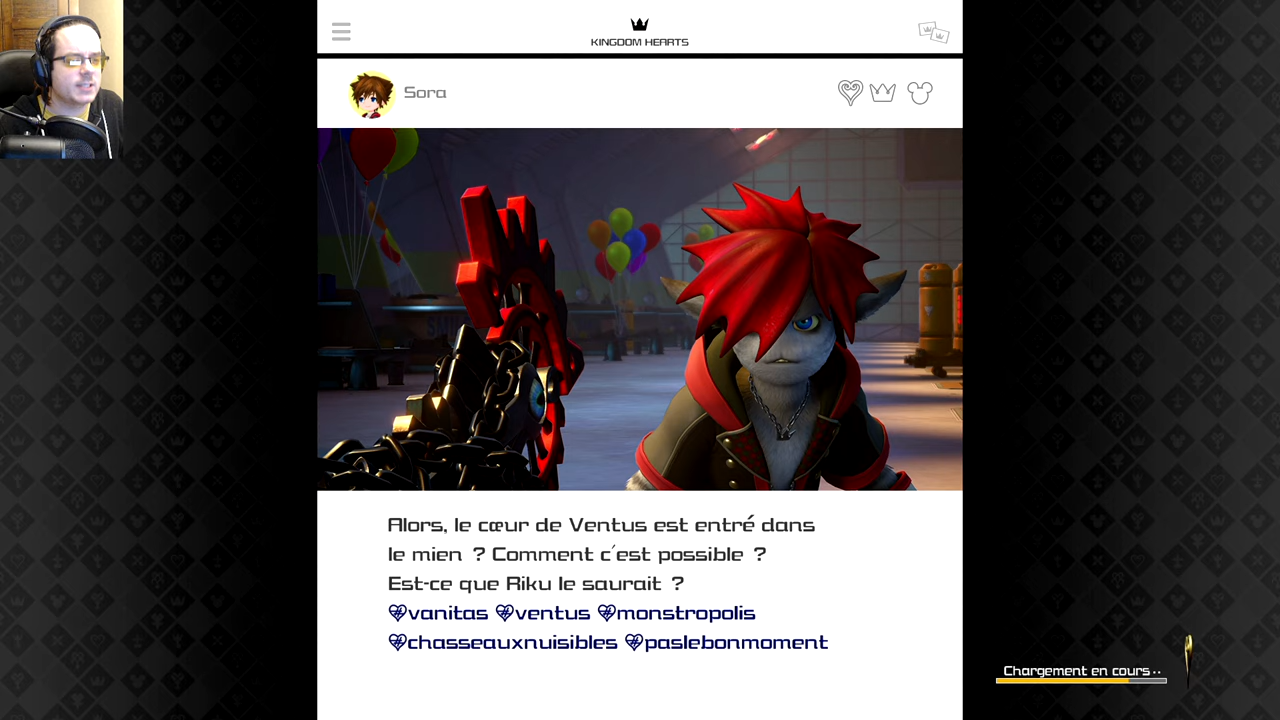 KINGDOM HEARTS
Sora
Alors, le cœur de Ventus est entré dans
le mien ? Comment c'est possible ?
Est-ce que Riku le saurait ?
#vanitas #ventus #monstropolis
#chasseauxnuisibles #paslebonmoment
Chargement en cours..